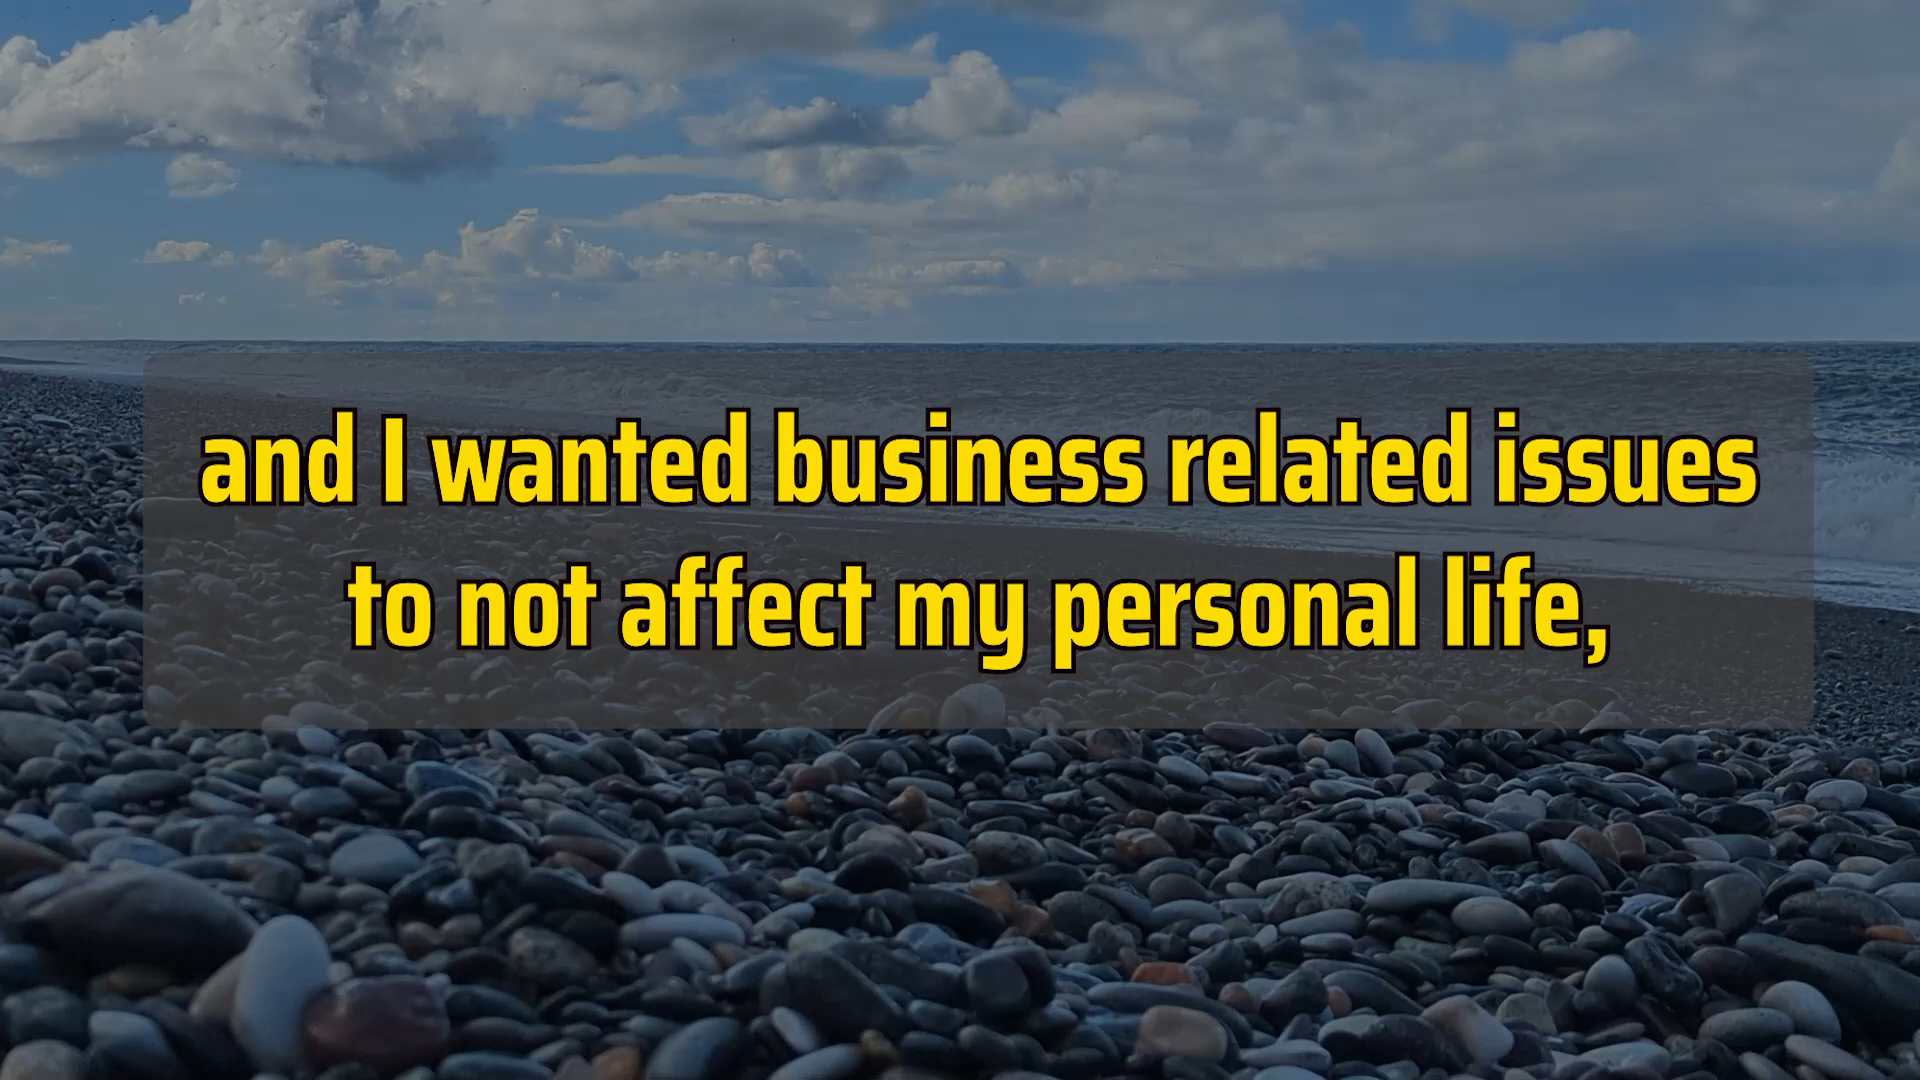 and I wanted business related issues
to not affect my personal life,